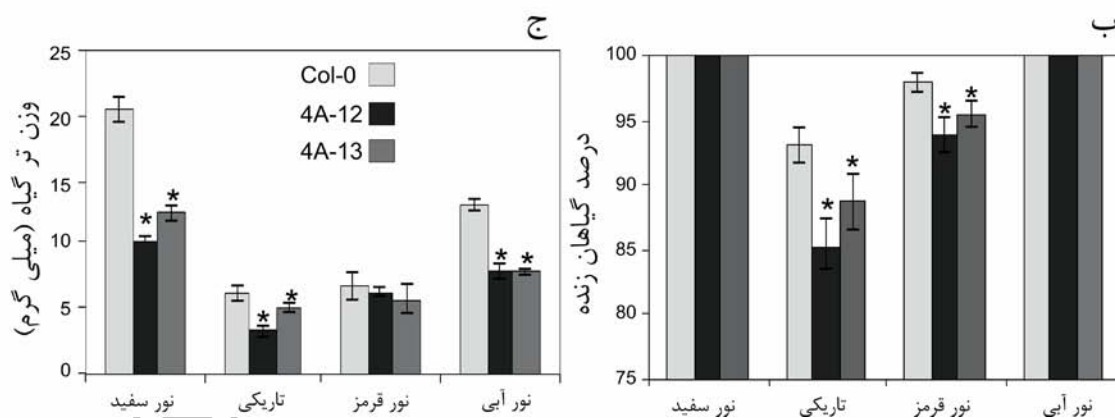 ب
درصد گیاهان زنده
100
95
90
85
80
75
* *
* *
نور سفید
تاریکی
نور قرمز
نور آبی
ج
وزن تر گیاه (میلی گرم)
25
20
15
10
5
0
Col-0
4A-12
4A-13
* *
* *
* *
نور سفید
تاریکی
نور قرمز
نور آبی